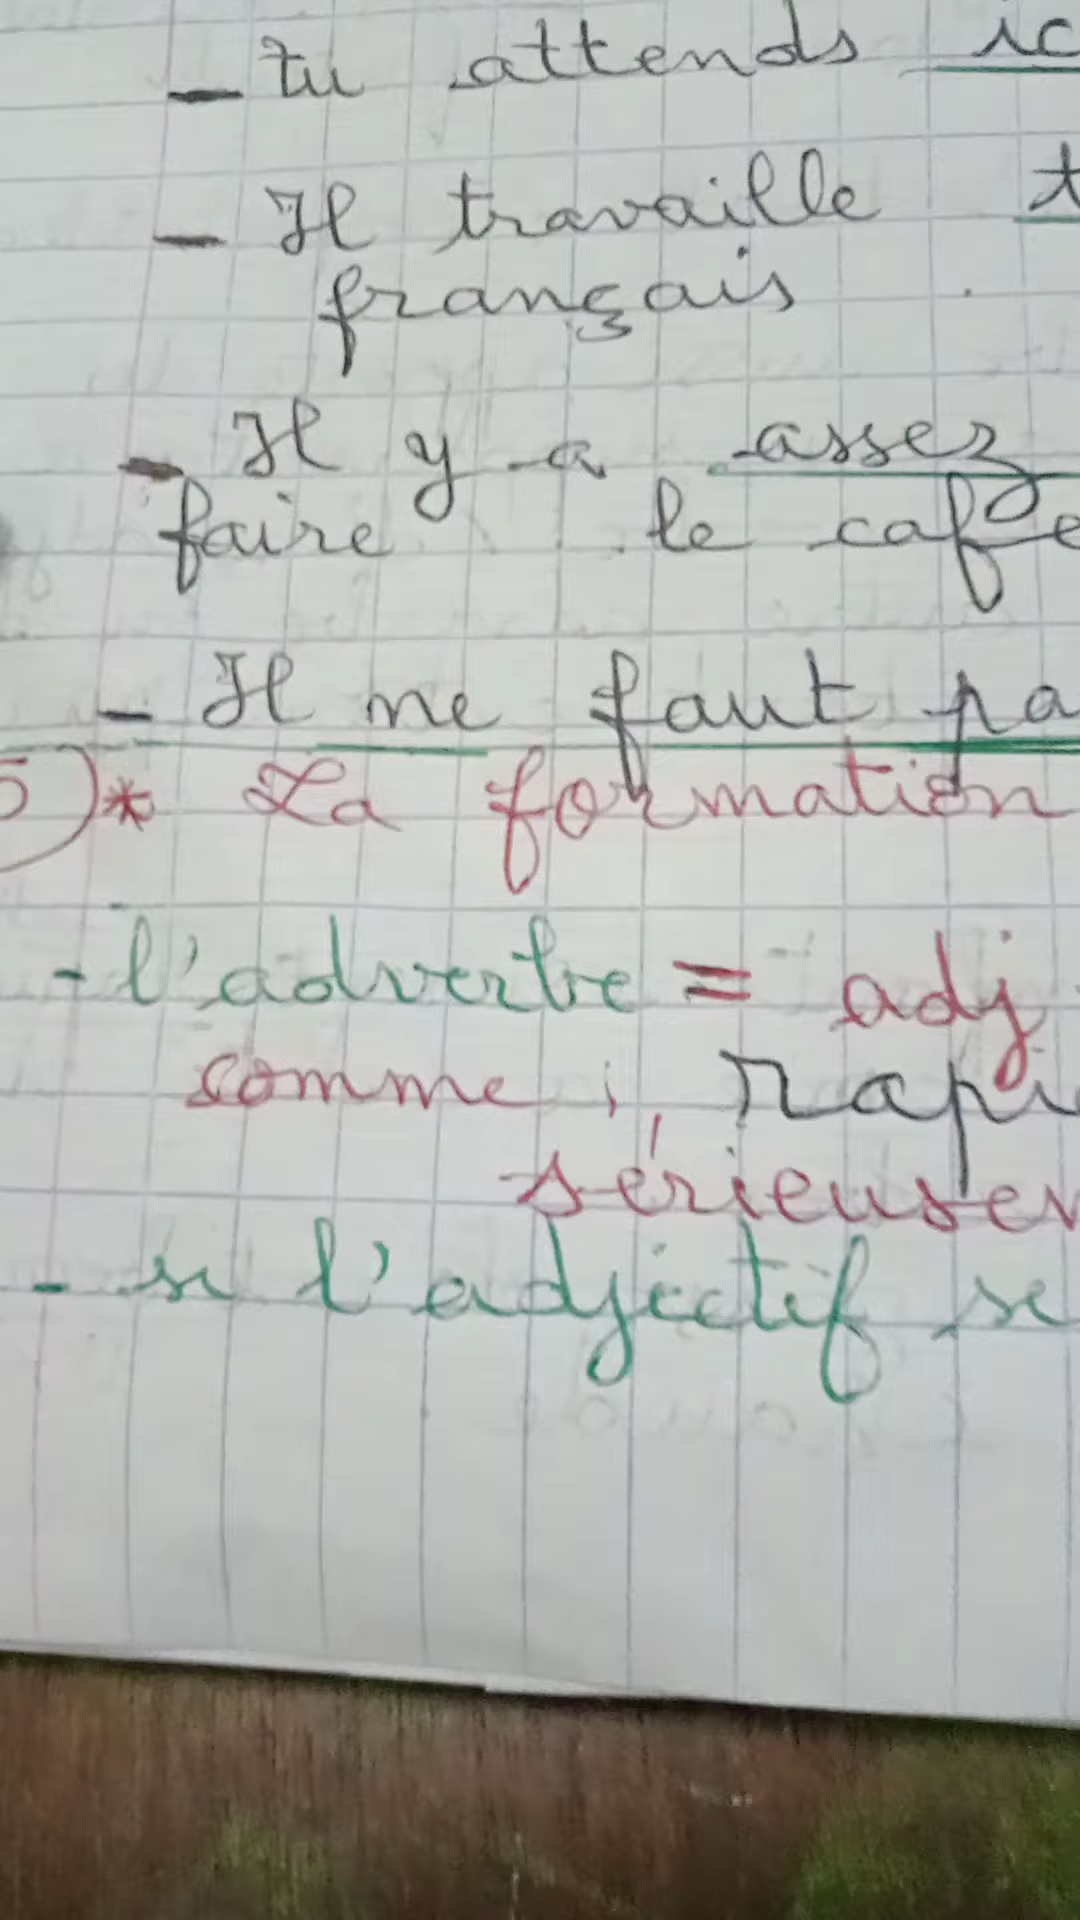 - tu attends ic
- Il travaille t
français.
- Il y a assez
faire le café
- Il me faut pa
5)* La formation
- l'adverbe = adj
comme ; rapi
sérieusem
- si l'adjectif se